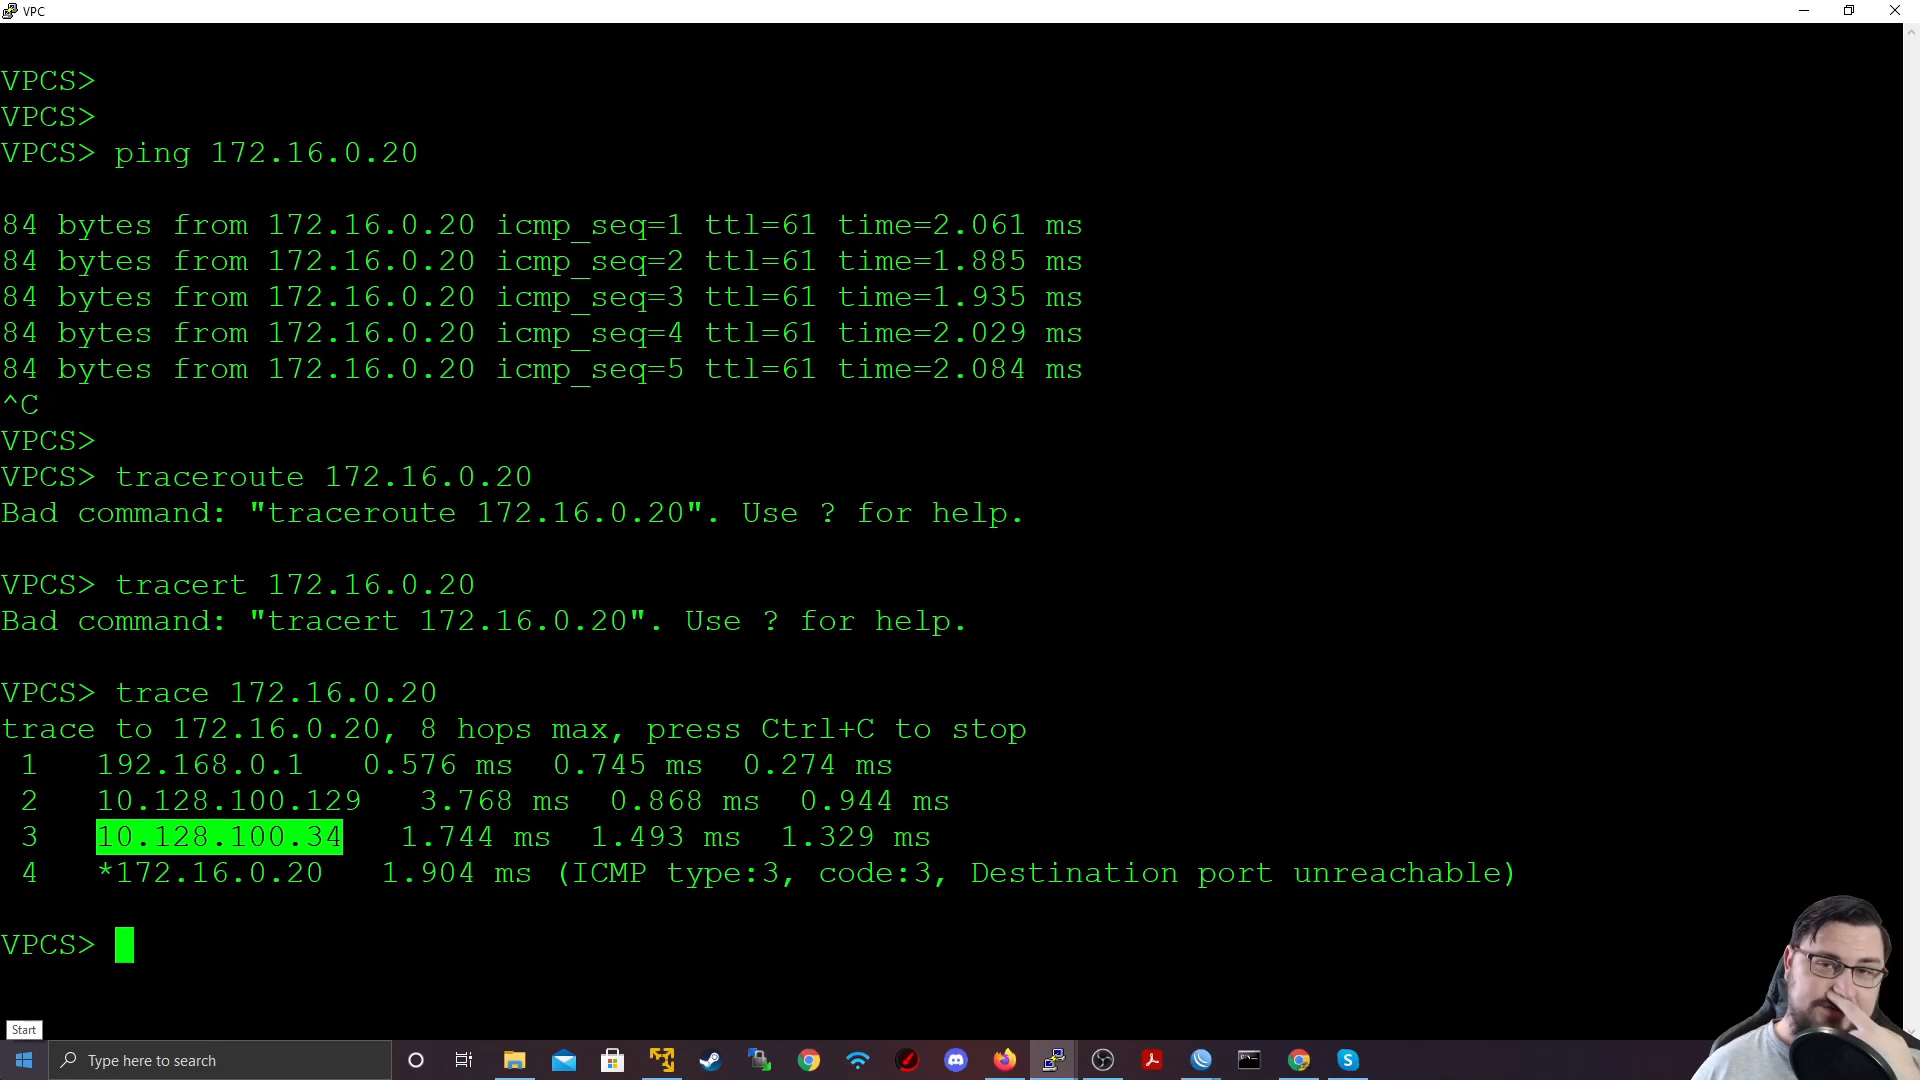 VPC
VPCS>
VPCS>
VPCS> ping 172.16.0.20
84 bytes from 172.16.0.20 icmp_seq=1 ttl=61 time=2.061 ms
84 bytes from 172.16.0.20 icmp_seq=2 ttl=61 time=1.885 ms
84 bytes from 172.16.0.20 icmp_seq=3 ttl=61 time=1.935 ms
84 bytes from 172.16.0.20 icmp_seq=4 ttl=61 time=2.029 ms
84 bytes from 172.16.0.20 icmp_seq=5 ttl=61 time=2.084 ms
^C
VPCS>
VPCS> traceroute 172.16.0.20
Bad command: "traceroute 172.16.0.20". Use ? for help.
VPCS> tracert 172.16.0.20
Bad command: "tracert 172.16.0.20". Use ? for help.
VPCS> trace 172.16.0.20
trace to 172.16.0.20, 8 hops max, press Ctrl+C to stop
1 192.168.0.1 0.576 ms 0.745 ms 0.274 ms
2 10.128.100.129 3.768 ms 0.868 ms 0.944 ms
3 10.128.100.34 1.744 ms 1.493 ms 1.329 ms
4 *172.16.0.20 1.904 ms (ICMP type:3, code:3, Destination port unreachable)
VPCS>
Start
Type here to search